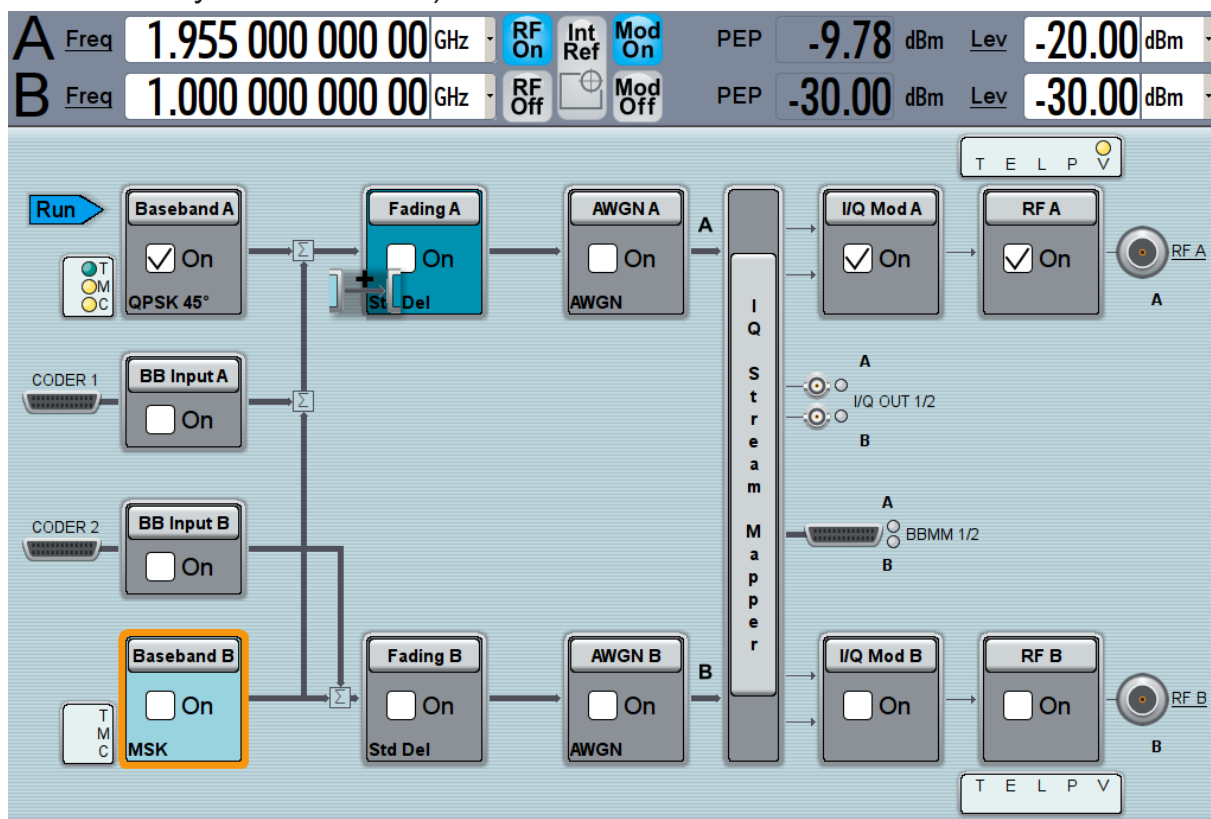 A Freq 1.955 000 000 00 GHz RF On Int Ref Mod On PEP -9.78 dBm Lev -20.00 dBm
B Freq 1.000 000 000 00 GHz RF Off Mod Off PEP -30.00 dBm Lev -30.00 dBm
T E L P V
Run
Baseband A
On
QPSK 45°
T
M
C
Σ
Fading A
On
Std Del
AWGN A
On
AWGN
A
I/Q Mod A
On
RF A
On
RF A
A
CODER 1
BB Input A
On
Σ
IQ Stream Mapper
A
I/Q OUT 1/2
B
CODER 2
BB Input B
On
A
BBMM 1/2
B
Baseband B
On
MSK
T
M
C
Σ
Fading B
On
Std Del
AWGN B
On
AWGN
B
I/Q Mod B
On
RF B
On
RF B
B
T E L P V